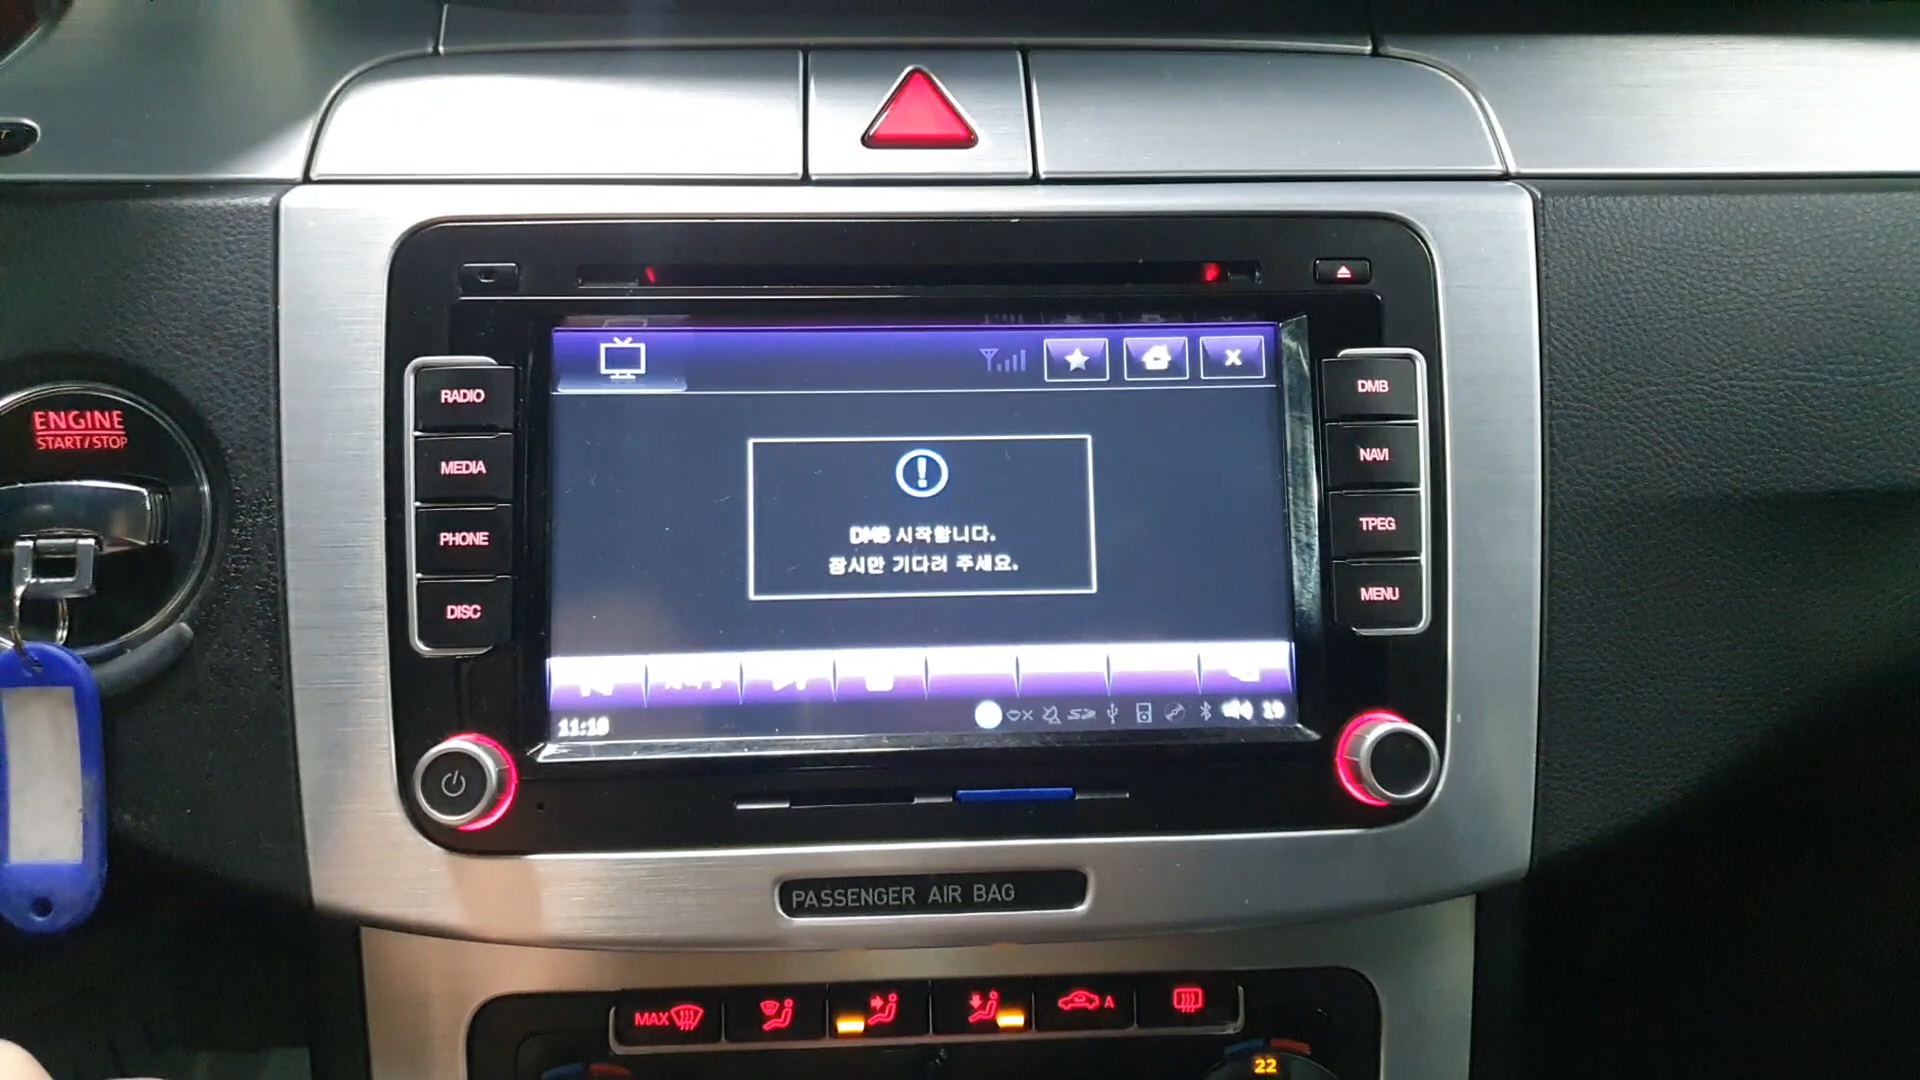 ENGINE
START/STOP
RADIO
MEDIA
PHONE
DISC
DMB
NAVI
TPEG
MENU
DMB 시작합니다.
잠시만 기다려 주세요.
11:18
19
PASSENGER AIR BAG
MAX
A
22